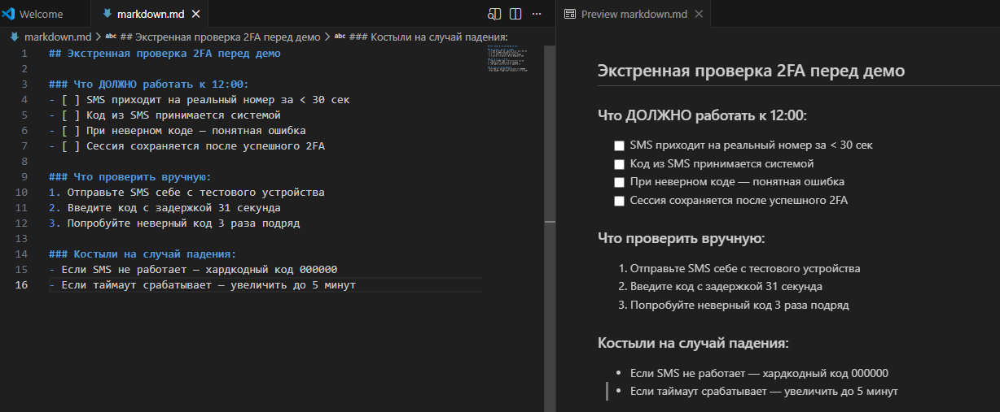 Welcome
markdown.md
Preview markdown.md
markdown.md > abc ## Экстренная проверка 2FA перед демо > abc ### Костыли на случай падения:
1 ## Экстренная проверка 2FA перед демо
2
3 ### Что ДОЛЖНО работать к 12:00:
4 - [ ] SMS приходит на реальный номер за < 30 сек
5 - [ ] Код из SMS принимается системой
6 - [ ] При неверном коде — понятная ошибка
7 - [ ] Сессия сохраняется после успешного 2FA
8
9 ### Что проверить вручную:
10 1. Отправьте SMS себе с тестового устройства
11 2. Введите код с задержкой 31 секунда
12 3. Попробуйте неверный код 3 раза подряд
13
14 ### Костыли на случай падения:
15 - Если SMS не работает — хардкодный код 000000
16 - Если таймаут срабатывает — увеличить до 5 минут
Экстренная проверка 2FA перед демо
Что ДОЛЖНО работать к 12:00:
SMS приходит на реальный номер за < 30 сек
Код из SMS принимается системой
При неверном коде — понятная ошибка
Сессия сохраняется после успешного 2FA
Что проверить вручную:
1. Отправьте SMS себе с тестового устройства
2. Введите код с задержкой 31 секунда
3. Попробуйте неверный код 3 раза подряд
Костыли на случай падения:
• Если SMS не работает — хардкодный код 000000
• Если таймаут срабатывает — увеличить до 5 минут